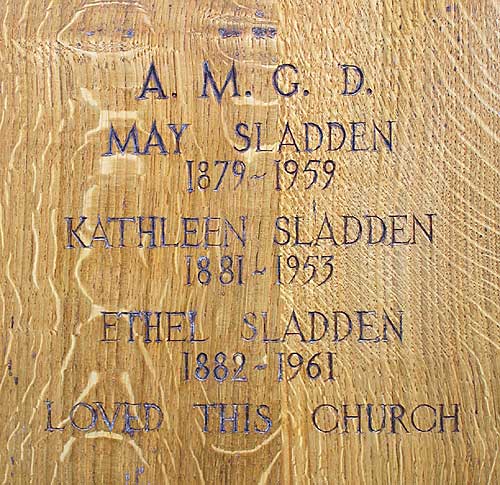 A. M. G. D.
MAY SLADDEN
1879~1959
KATHLEEN SLADDEN
1881~1953
ETHEL SLADDEN
1882~1961
LOVED THIS CHURCH